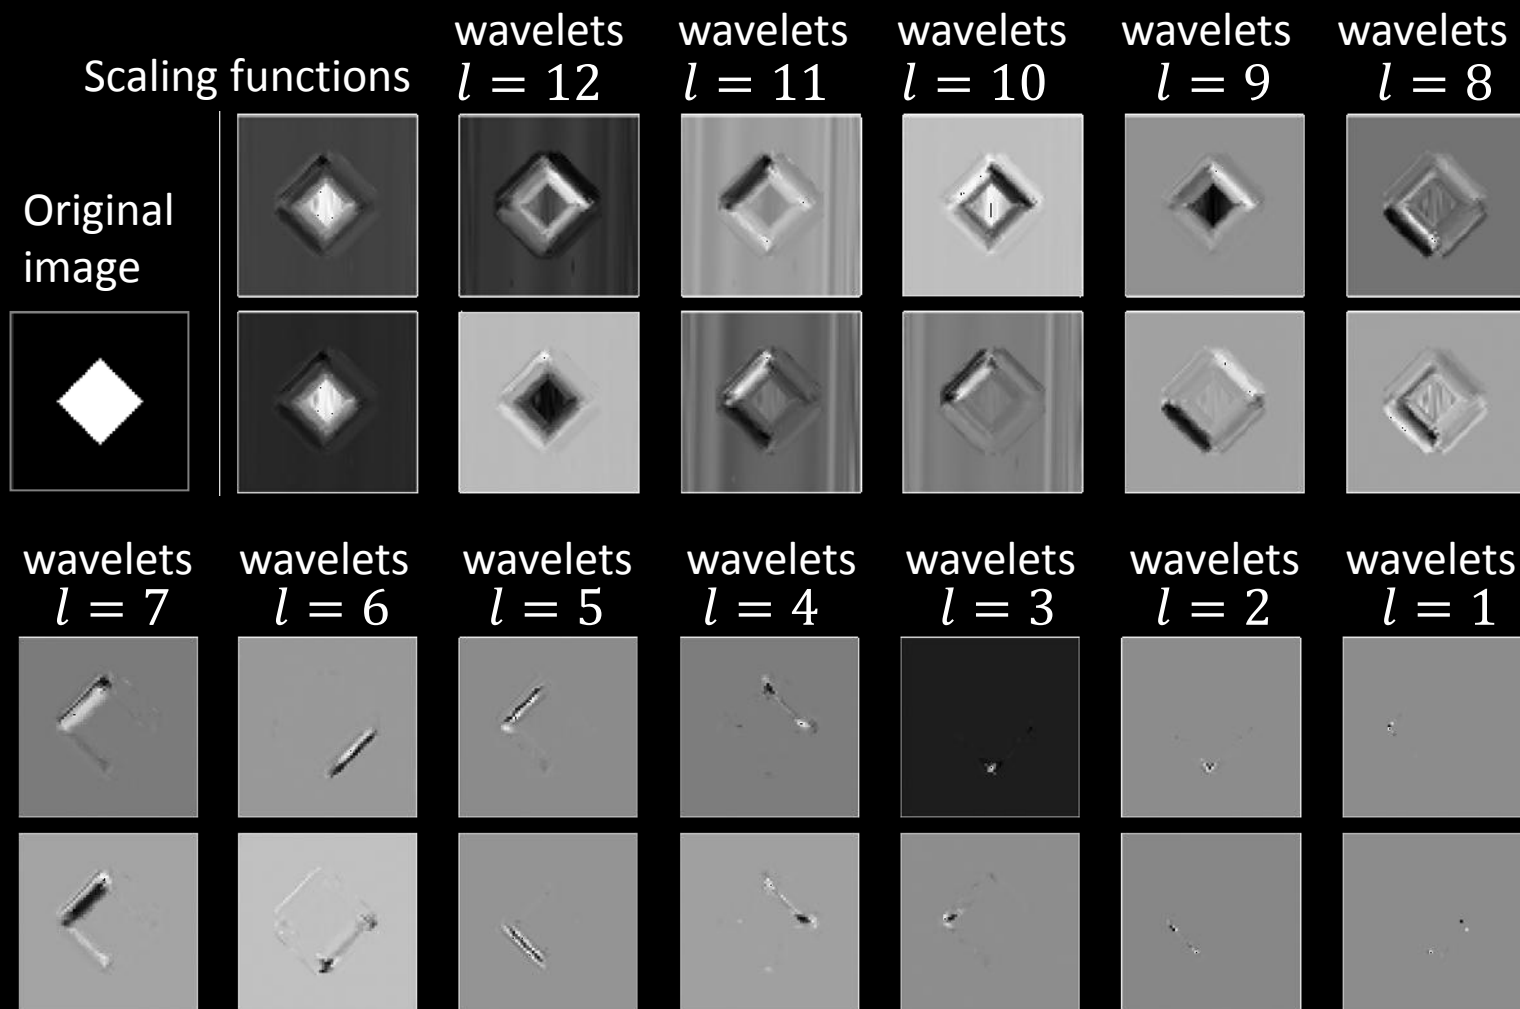 Scaling functions
wavelets
l = 12
wavelets
l = 11
wavelets
l = 10
wavelets
l = 9
wavelets
l = 8
Original
image
wavelets
l = 7
wavelets
l = 6
wavelets
l = 5
wavelets
l = 4
wavelets
l = 3
wavelets
l = 2
wavelets
l = 1